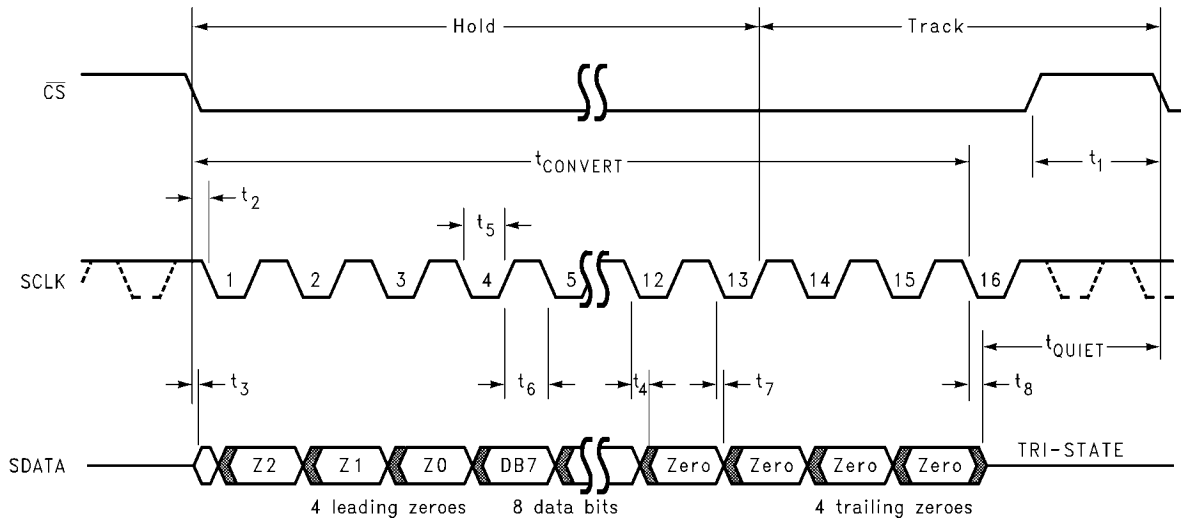 Hold Track
CS
tCONVERT t1
t2
t5
SCLK 1 2 3 4 5 12 13 14 15 16
tQUIET
t3 t6 t4 t7 t8
SDATA Z2 Z1 Z0 DB7 Zero Zero Zero Zero TRI-STATE
4 leading zeroes 8 data bits 4 trailing zeroes